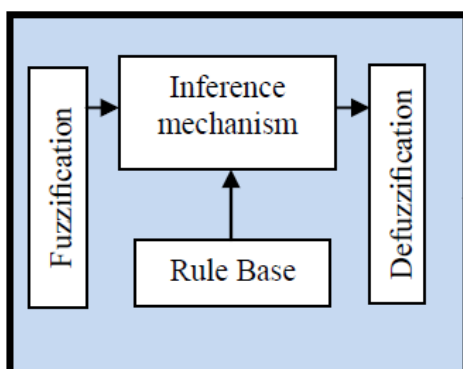 Fuzzification
Inference
mechanism
Rule Base
Defuzzification